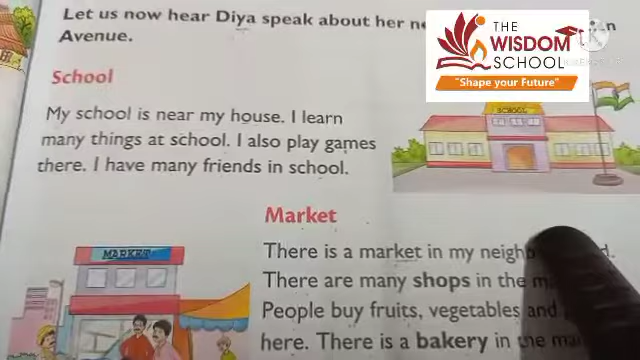 Let us now hear Diya speak about her
Avenue.
THE
WISDOM
SCHOOL
"Shape your Future"
School
SCHOOL
My school is near my house. I learn
many things at school. I also play games
there. I have many friends in school.
Market
MARKET
There is a market in my
There are many shops in the
People buy fruits, vegetables and
here. There is a bakery in the